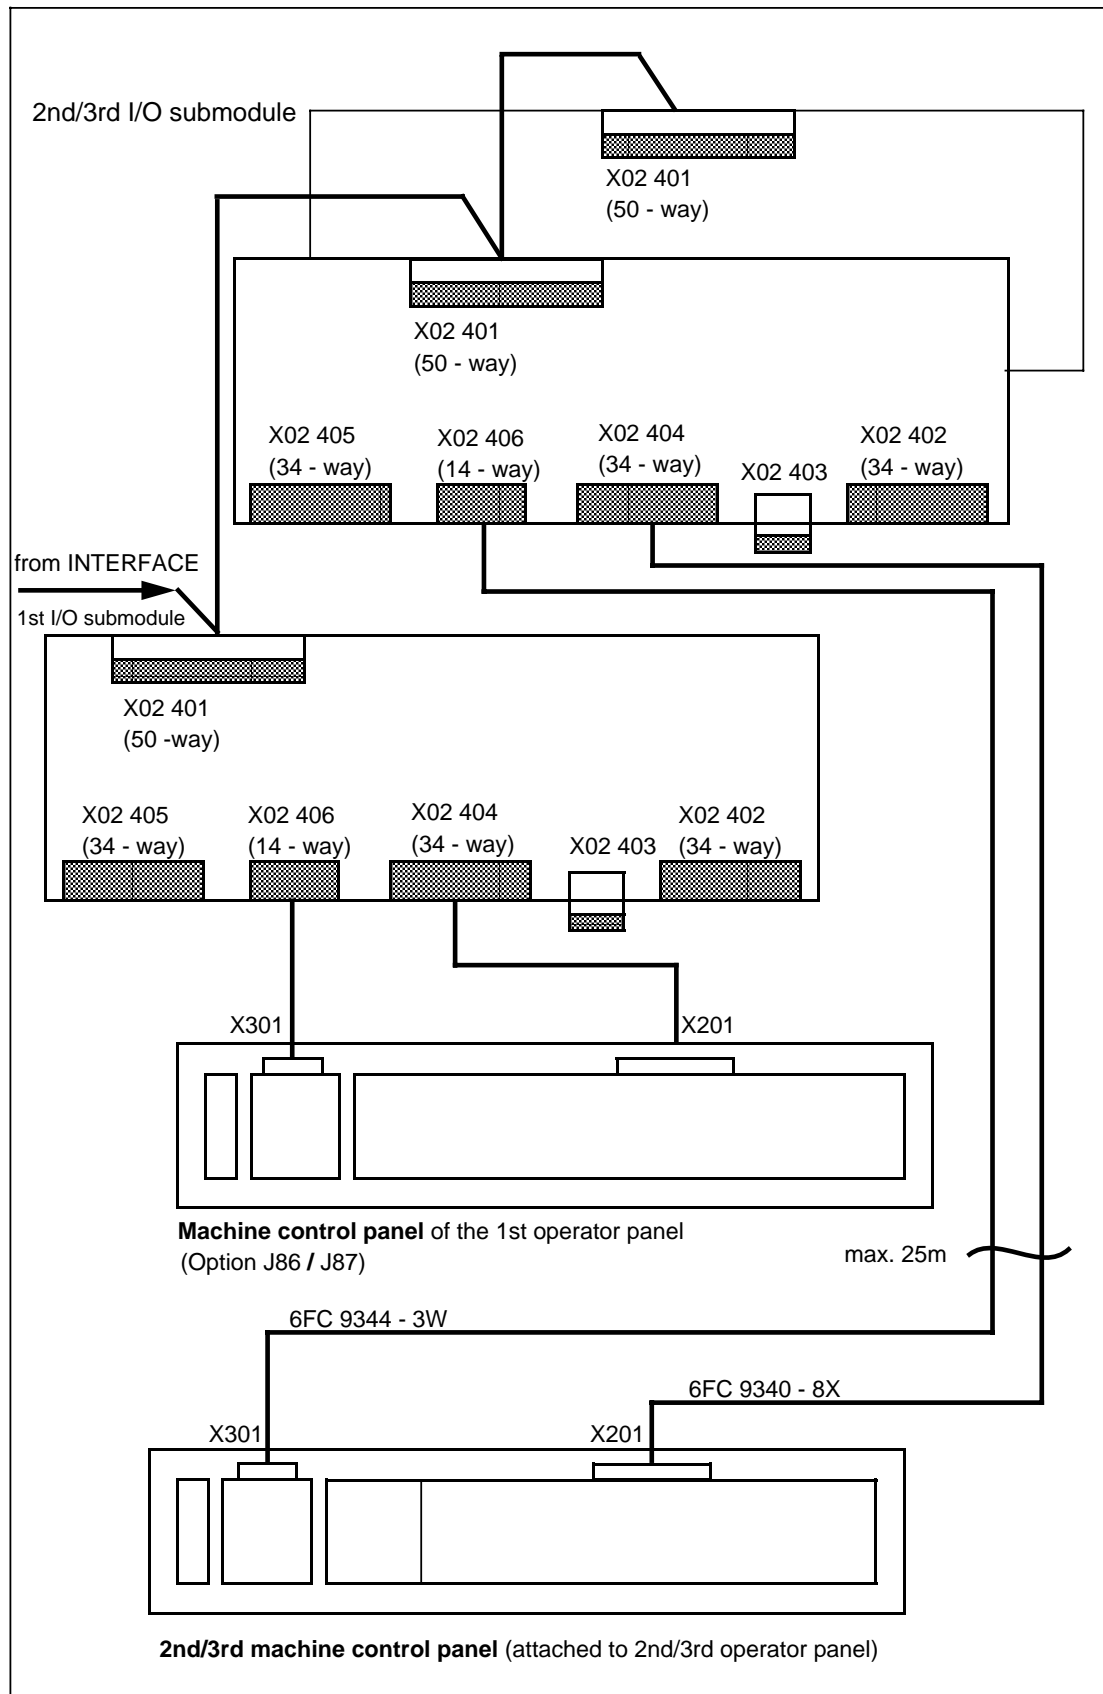 2nd/3rd I/O submodule
X02 401
(50 - way)
X02 401
(50 - way)
X02 405
(34 - way)
X02 406
(14 - way)
X02 404
(34 - way)
X02 403
X02 402
(34 - way)
from INTERFACE
1st I/O submodule
X02 401
(50 -way)
X02 405
(34 - way)
X02 406
(14 - way)
X02 404
(34 - way)
X02 403
X02 402
(34 - way)
X301
X201
Machine control panel of the 1st operator panel
(Option J86 / J87)
max. 25m
6FC 9344 - 3W
6FC 9340 - 8X
X301
X201
2nd/3rd machine control panel (attached to 2nd/3rd operator panel)